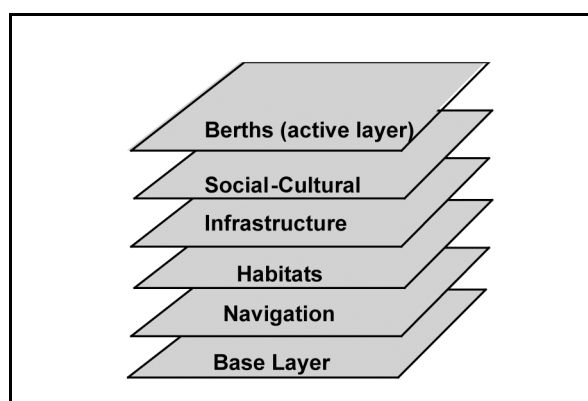 Berths (active layer)
Social-Cultural
Infrastructure
Habitats
Navigation
Base Layer